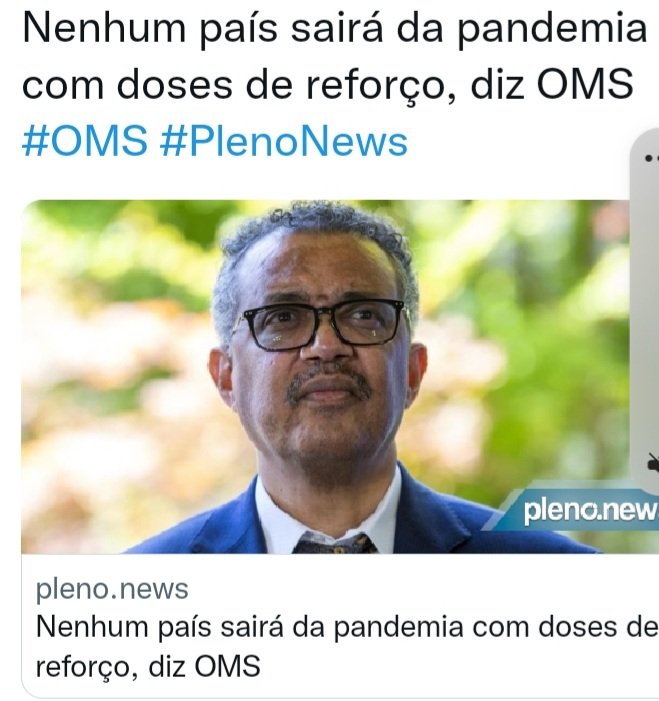 Nenhum país sairá da pandemia
com doses de reforço, diz OMS
#OMS #PlenoNews
pleno.new
pleno.news
Nenhum país sairá da pandemia com doses de
reforço, diz OMS